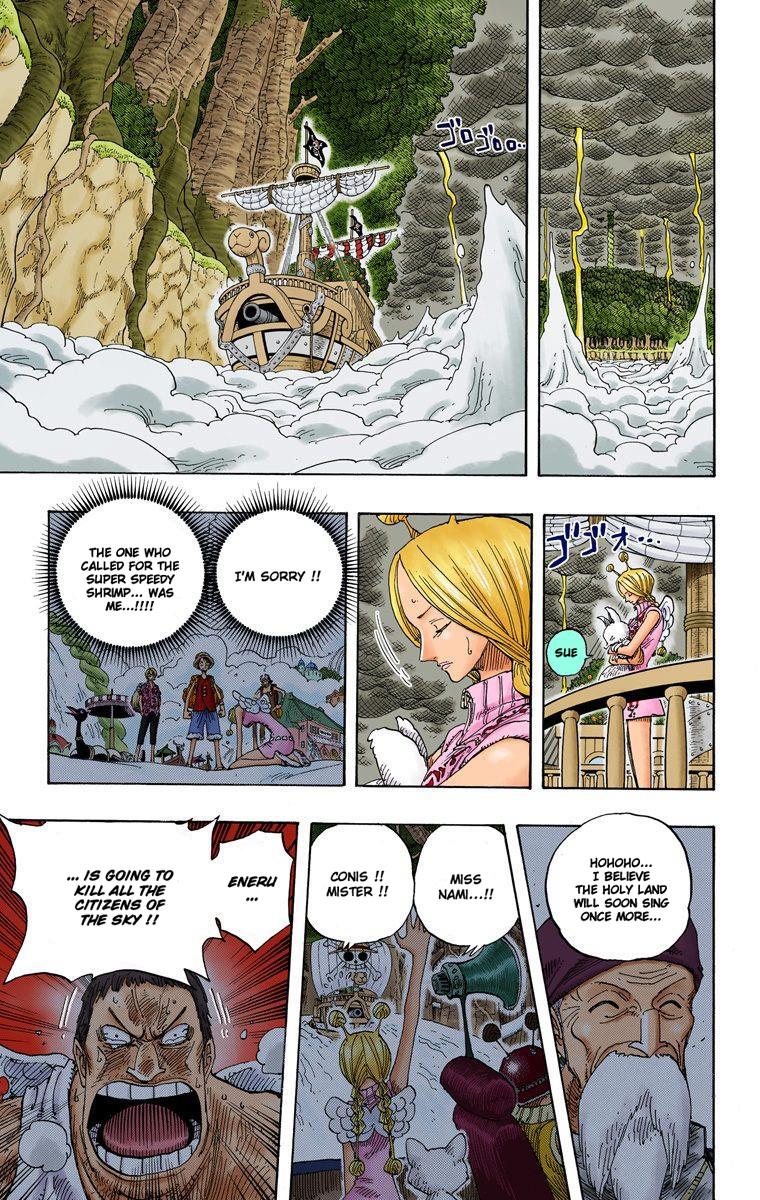 ゴロゴロ..
ゴゴォ...
SUE
I'M SORRY !!
THE ONE WHO
CALLED FOR THE
SUPER SPEEDY
SHRIMP... WAS
ME...!!!!
HOHOHO...
I BELIEVE
THE HOLY LAND
WILL SOON SING
ONCE MORE...
MISS
NAMI...!!
CONIS !!
MISTER !!
ENERU
...
... IS GOING TO
KILL ALL THE
CITIZENS OF
THE SKY !!